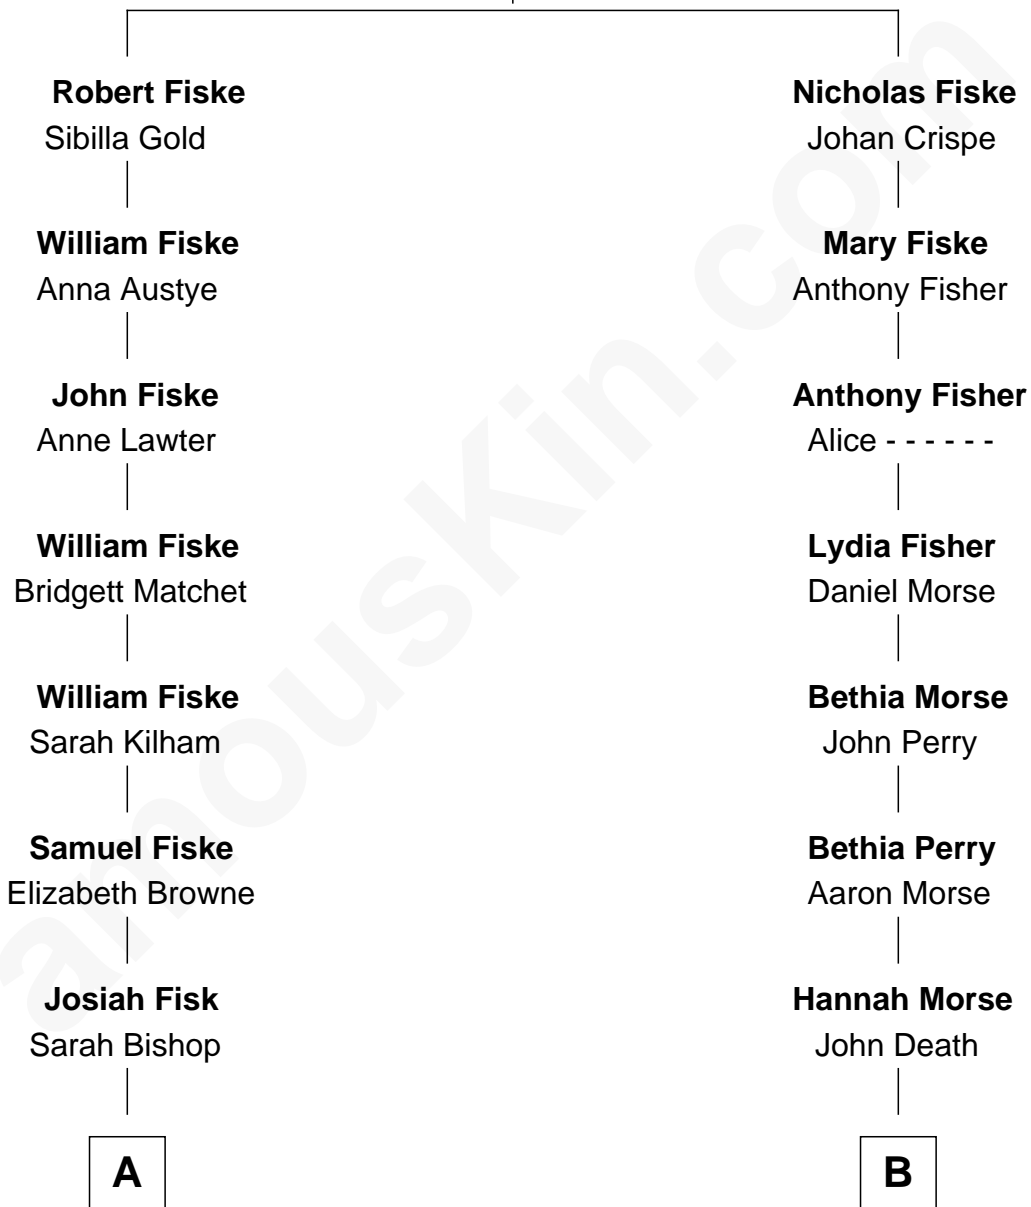 Robert Fiske
Sibilla Gold
William Fiske
Anna Austye
John Fiske
Anne Lawter
William Fiske
Bridgett Matchet
William Fiske
Sarah Kilham
Samuel Fiske
Elizabeth Browne
Josiah Fisk
Sarah Bishop
A
Nicholas Fiske
Johan Crispe
Mary Fiske
Anthony Fisher
Anthony Fisher
Alice - - - - - -
Lydia Fisher
Daniel Morse
Bethia Morse
John Perry
Bethia Perry
Aaron Morse
Hannah Morse
John Death
B
amouskin.com